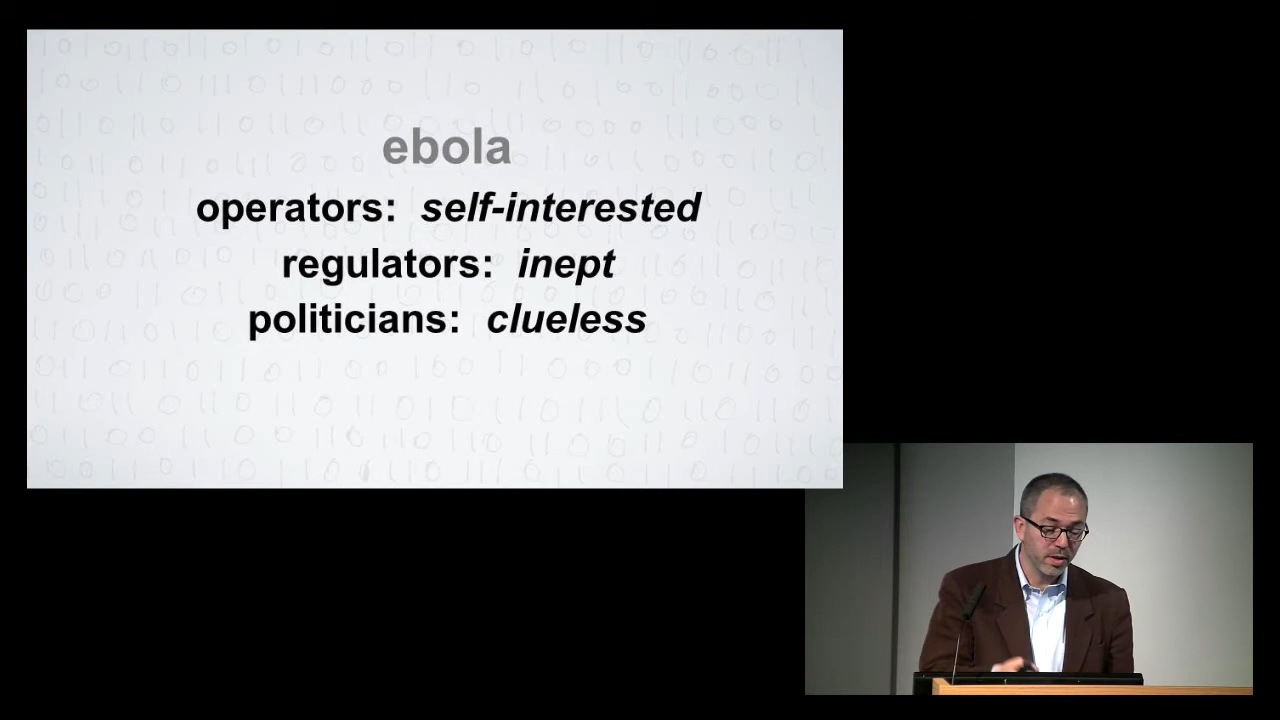 ebola
operators: self-interested
regulators: inept
politicians: clueless